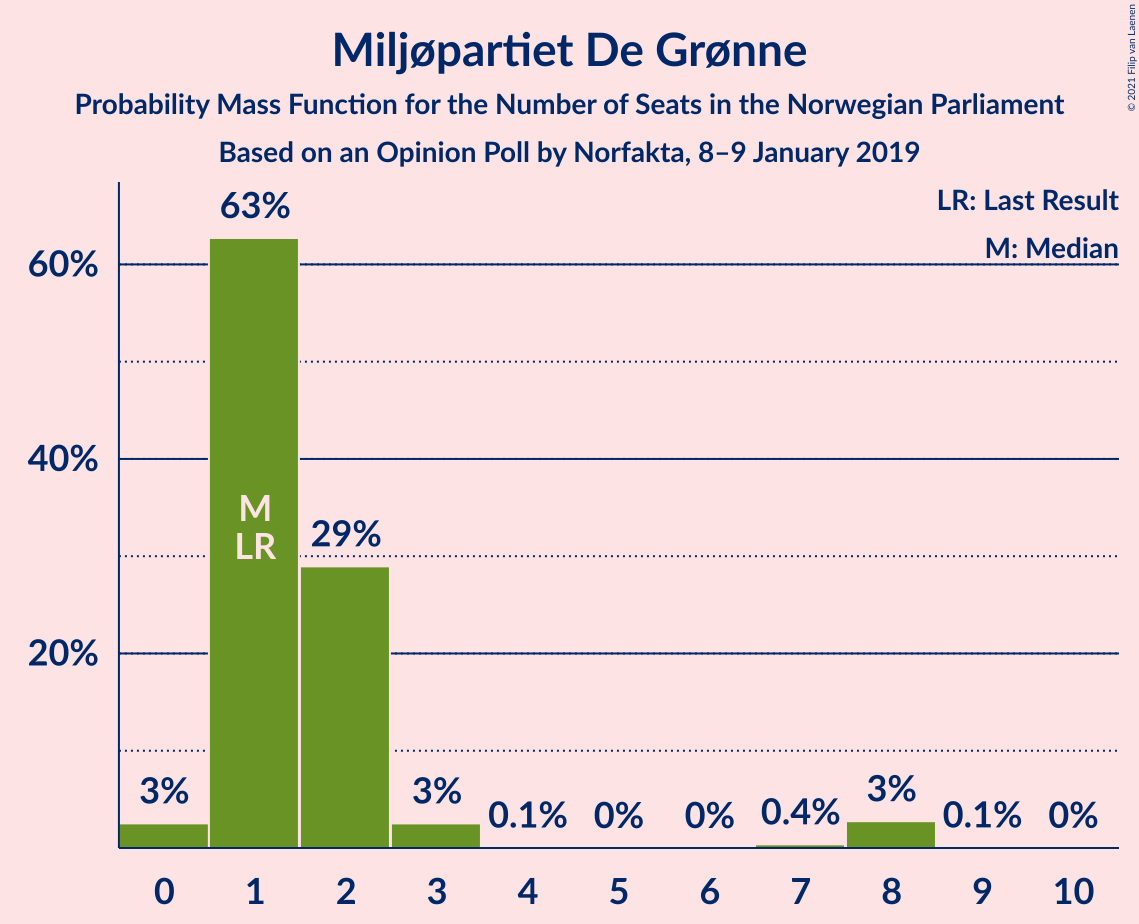 Miljøpartiet De Grønne
Probability Mass Function for the Number of Seats in the Norwegian Parliament
Based on an Opinion Poll by Norfakta, 8–9 January 2019
© 2021 Filip van Laenen
LR: Last Result
M: Median
60%
40%
20%
63%
M
LR
29%
3%
3%
0.1%
0%
0%
0.4%
3%
0.1%
0%
0 1 2 3 4 5 6 7 8 9 10